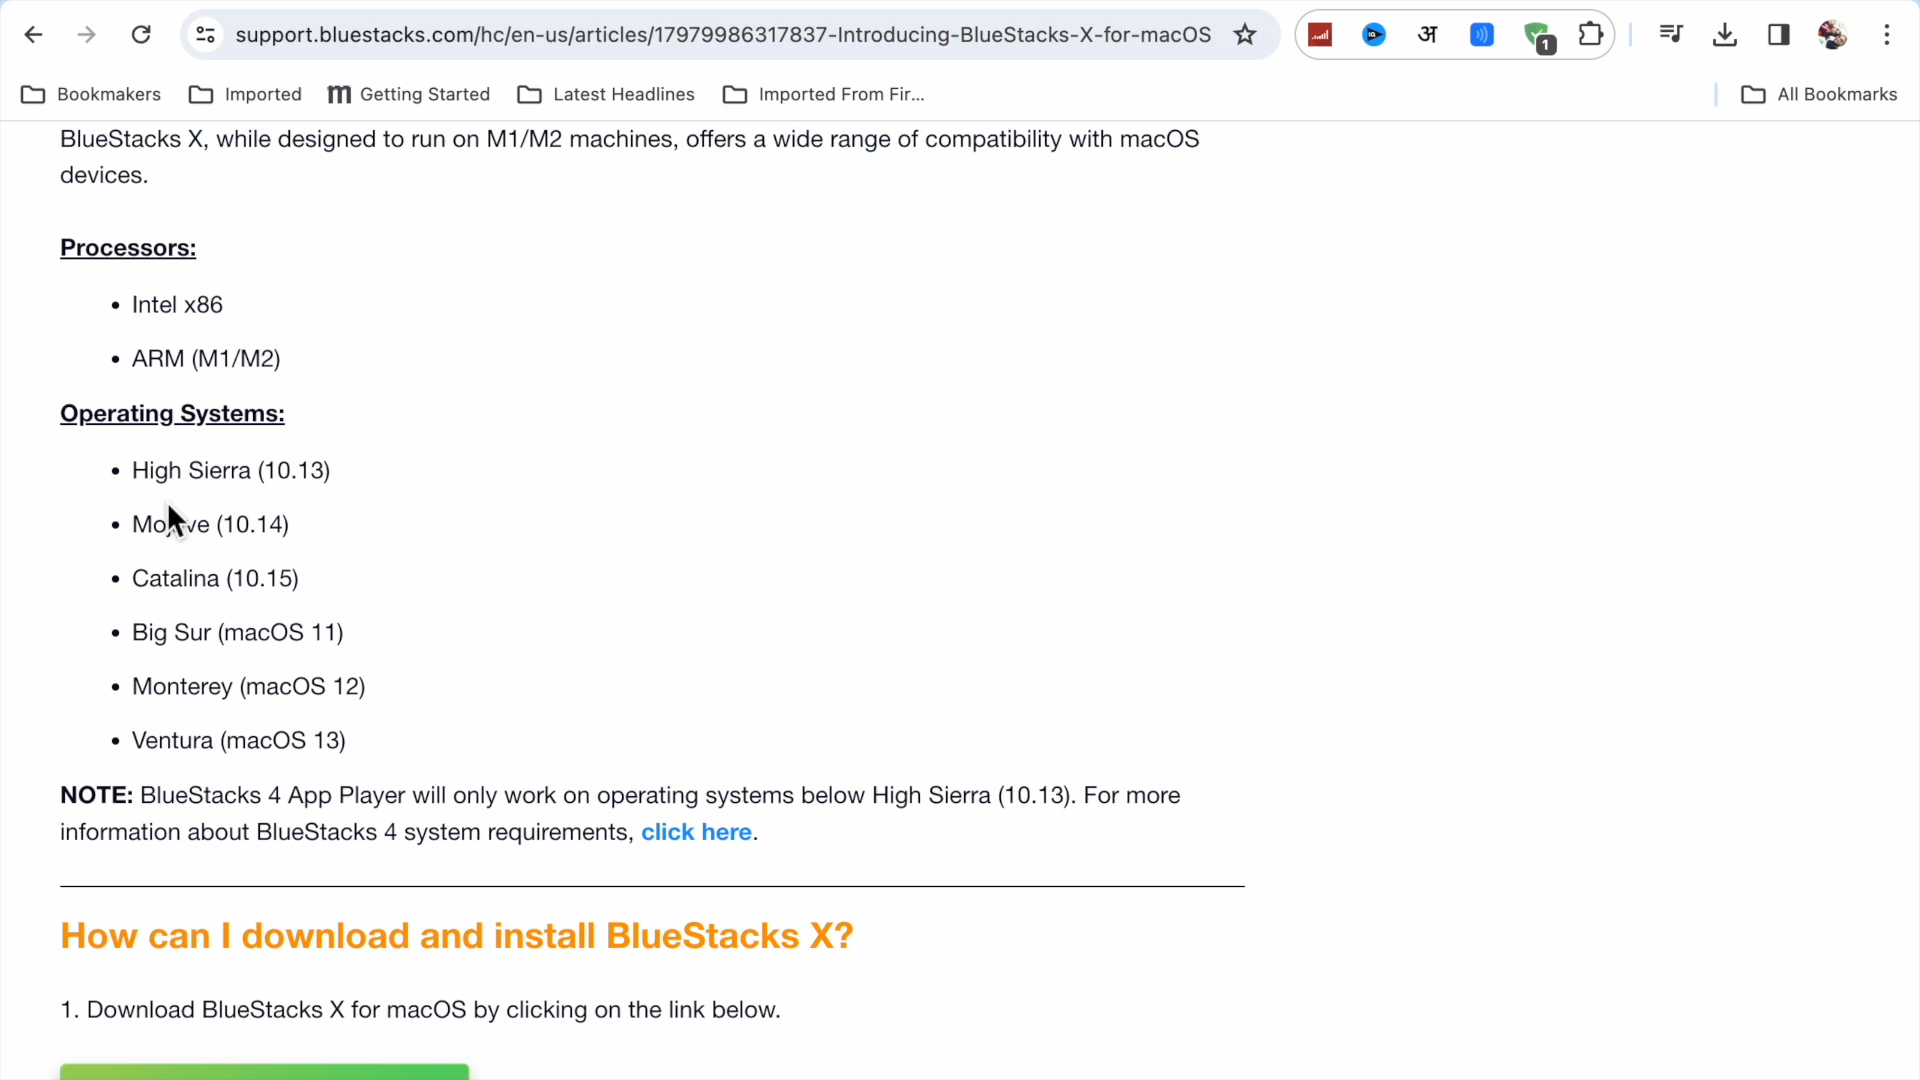 support.bluestacks.com/hc/en-us/articles/17979986317837-Introducing-BlueStacks-X-for-macOS
अ
1
Bookmakers
Imported
m Getting Started
Latest Headlines
Imported From Fir...
All Bookmarks
BlueStacks X, while designed to run on M1/M2 machines, offers a wide range of compatibility with macOS
devices.
Processors:
• Intel x86
• ARM (M1/M2)
Operating Systems:
• High Sierra (10.13)
• Mojave (10.14)
• Catalina (10.15)
• Big Sur (macOS 11)
• Monterey (macOS 12)
• Ventura (macOS 13)
NOTE: BlueStacks 4 App Player will only work on operating systems below High Sierra (10.13). For more
information about BlueStacks 4 system requirements, click here.
How can I download and install BlueStacks X?
1. Download BlueStacks X for macOS by clicking on the link below.